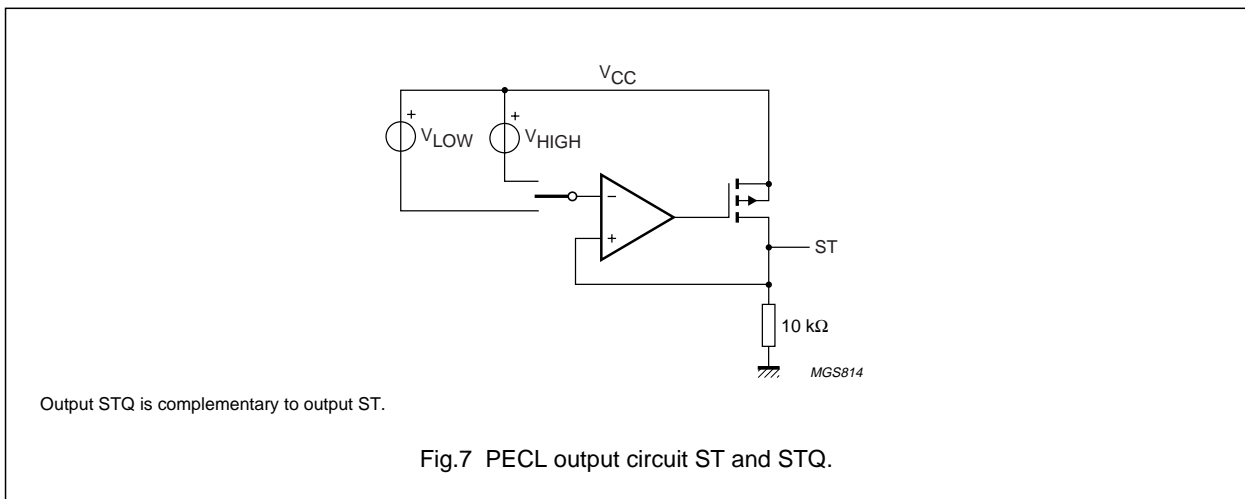 VCC
+
+
VLOW
VHIGH
−
+
ST
10 kΩ
MGS814
Output STQ is complementary to output ST.
Fig.7 PECL output circuit ST and STQ.